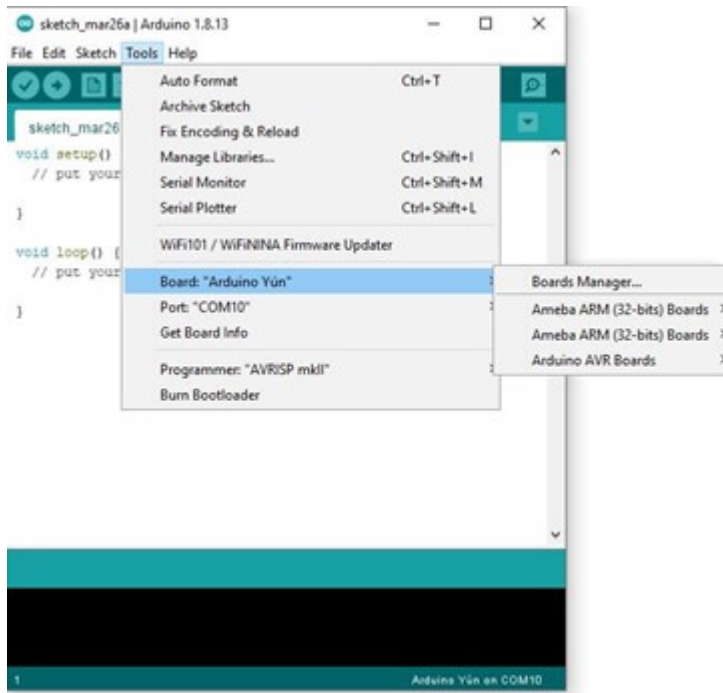 sketch_mar26a | Arduino 1.8.13
File Edit Sketch Tools Help
sketch_mar26
void setup()
// put your
}
void loop() {
// put your
}
Auto Format Ctrl+T
Archive Sketch
Fix Encoding & Reload
Manage Libraries... Ctrl+Shift+I
Serial Monitor Ctrl+Shift+M
Serial Plotter Ctrl+Shift+L
WiFi101 / WiFiNINA Firmware Updater
Board: "Arduino Yún"
Port: "COM10"
Get Board Info
Programmer: "AVRISP mkII"
Burn Bootloader
Boards Manager...
Ameba ARM (32-bits) Boards
Ameba ARM (32-bits) Boards
Arduino AVR Boards
1 Arduino Yún on COM10